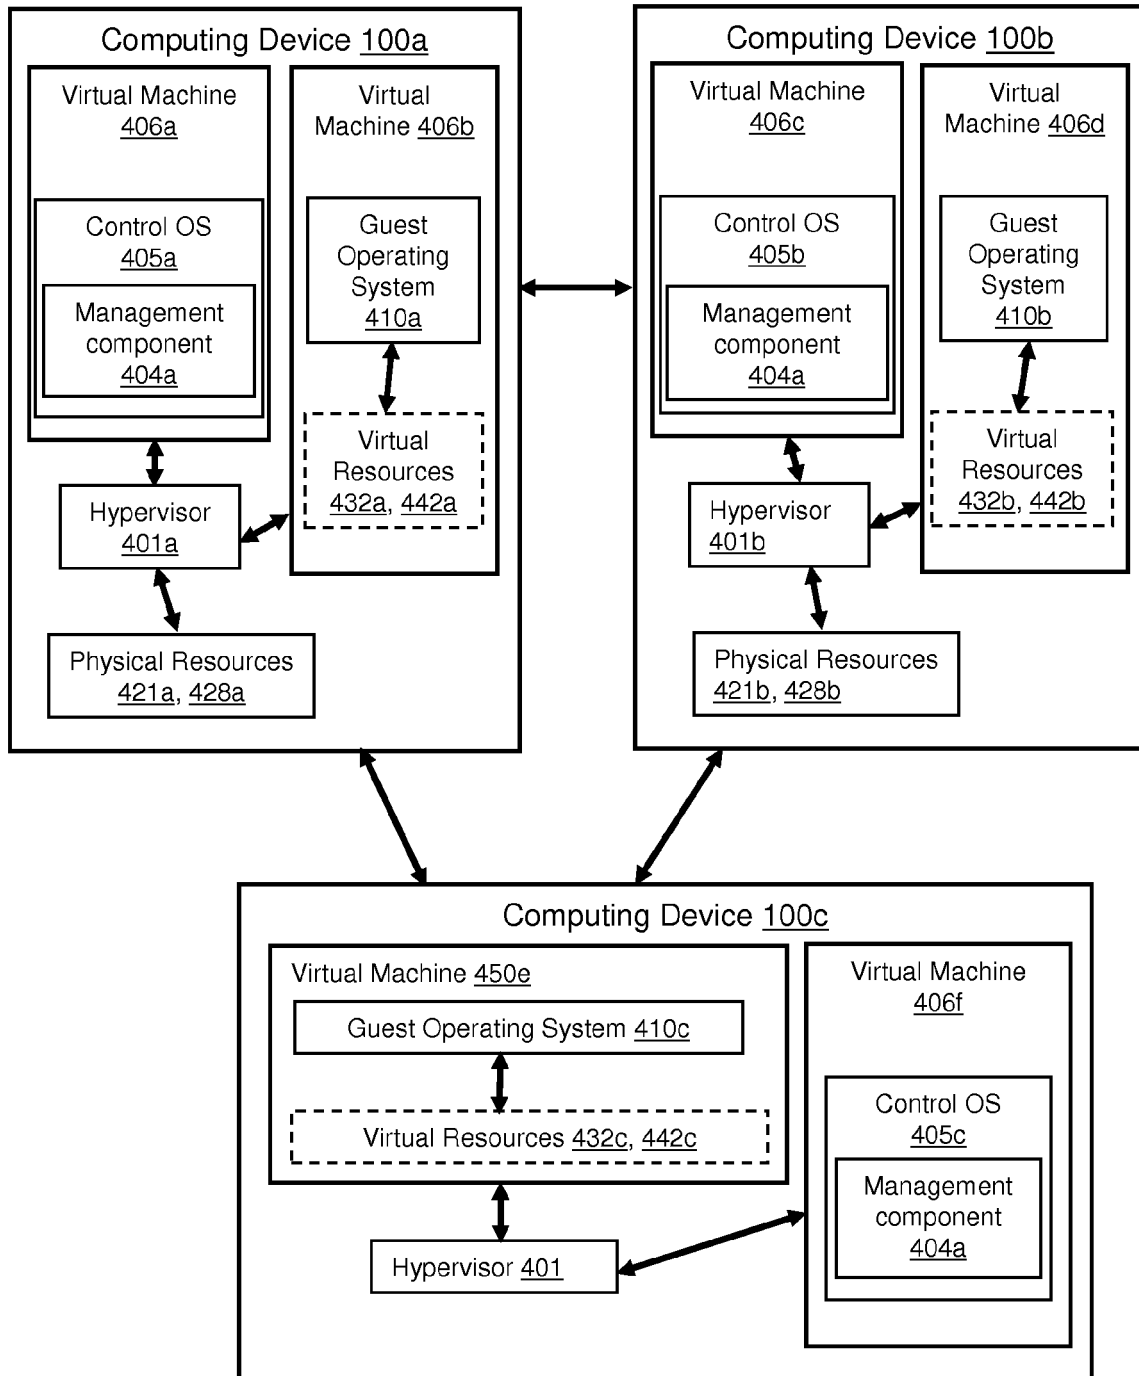 Computing Device 100a
Virtual Machine
406a
Control OS
405a
Management
component
404a
Virtual
Machine 406b
Guest
Operating
System
410a
Virtual
Resources
432a, 442a
Hypervisor
401a
Physical Resources
421a, 428a
Computing Device 100b
Virtual Machine
406c
Control OS
405b
Management
component
404a
Virtual
Machine 406d
Guest
Operating
System
410b
Virtual
Resources
432b, 442b
Hypervisor
401b
Physical Resources
421b, 428b
Computing Device 100c
Virtual Machine 450e
Guest Operating System 410c
Virtual Resources 432c, 442c
Hypervisor 401
Virtual Machine
406f
Control OS
405c
Management
component
404a